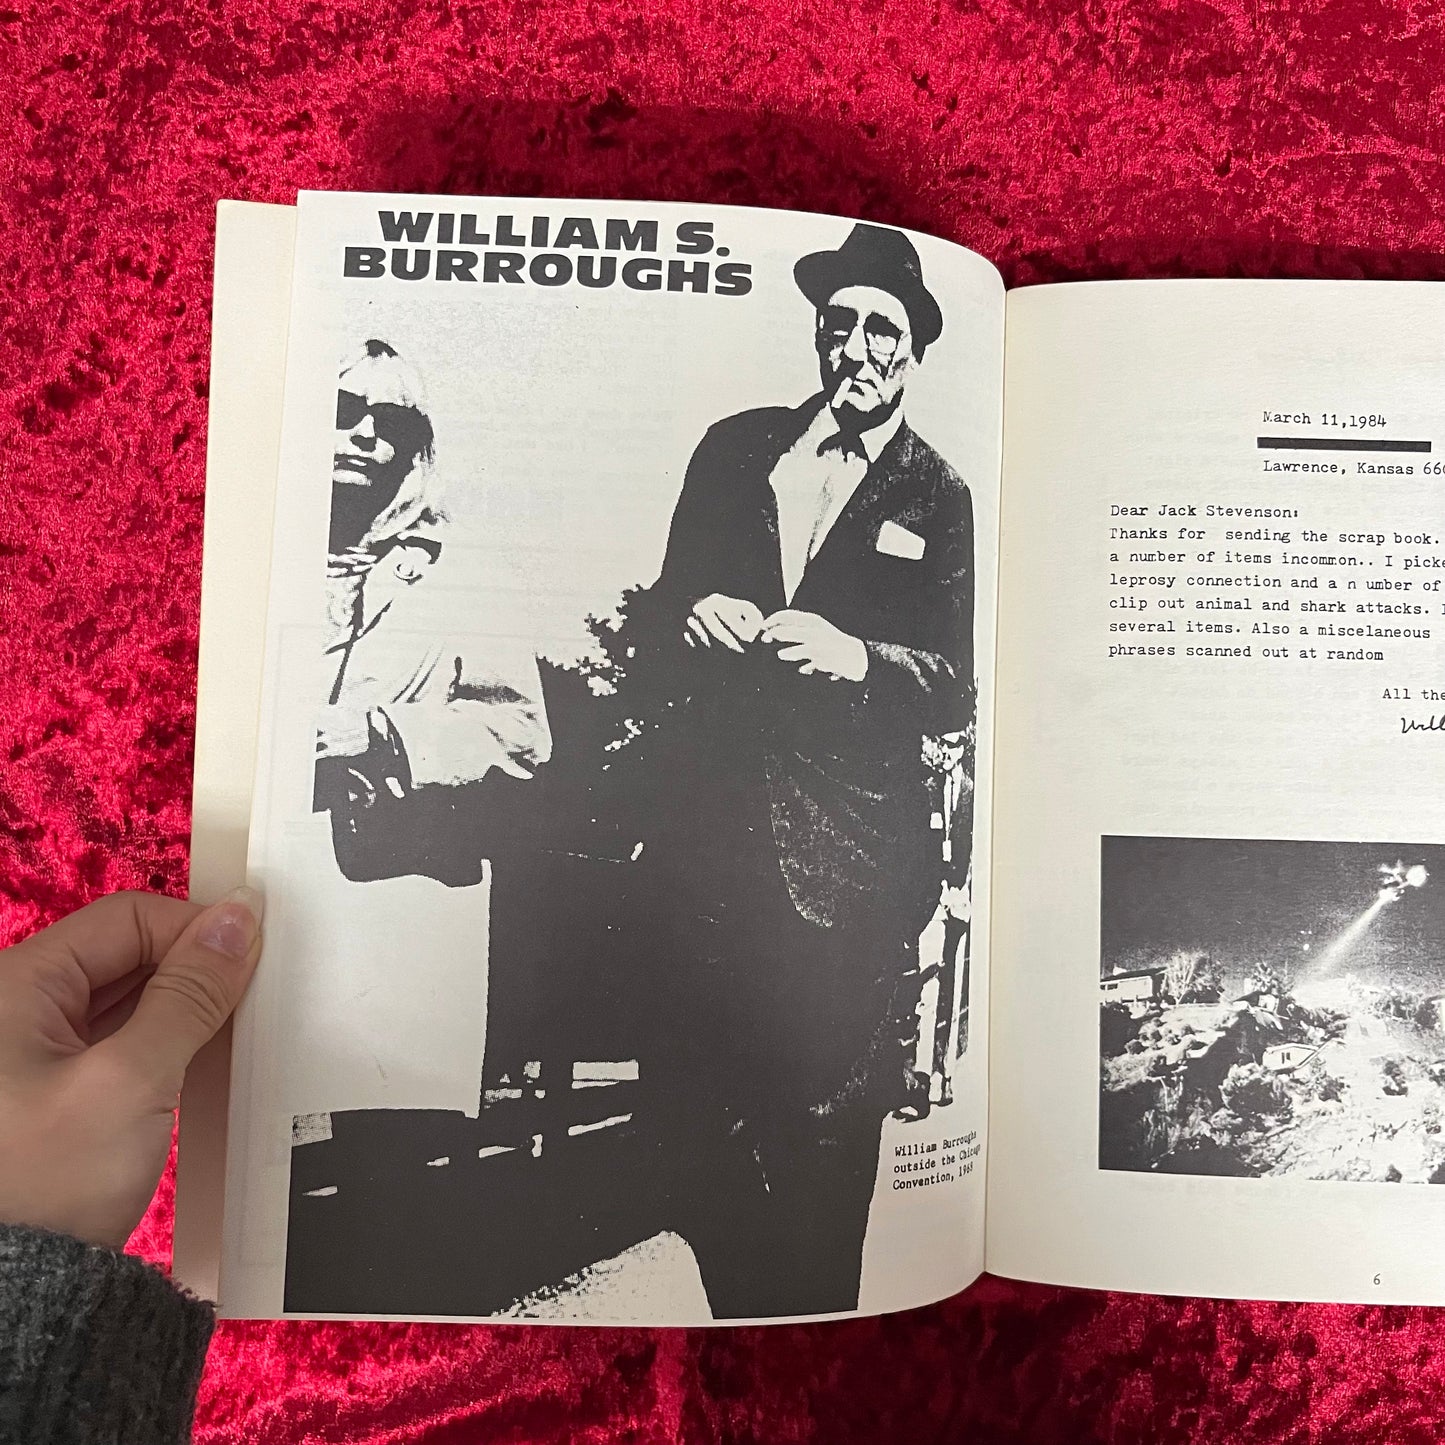 WILLIAM S.
BURROUGHS
William Burroughs
outside the Chicago
Convention, 1968
March 11,1984
Lawrence, Kansas
Dear Jack Stevenson:
Thanks for sending the scrap book.
a number of items incommon.. I
leprosy connection and a n umber of
clip out animal and shark attacks.
several items. Also a miscelaneous
phrases scanned out at random
All the
6